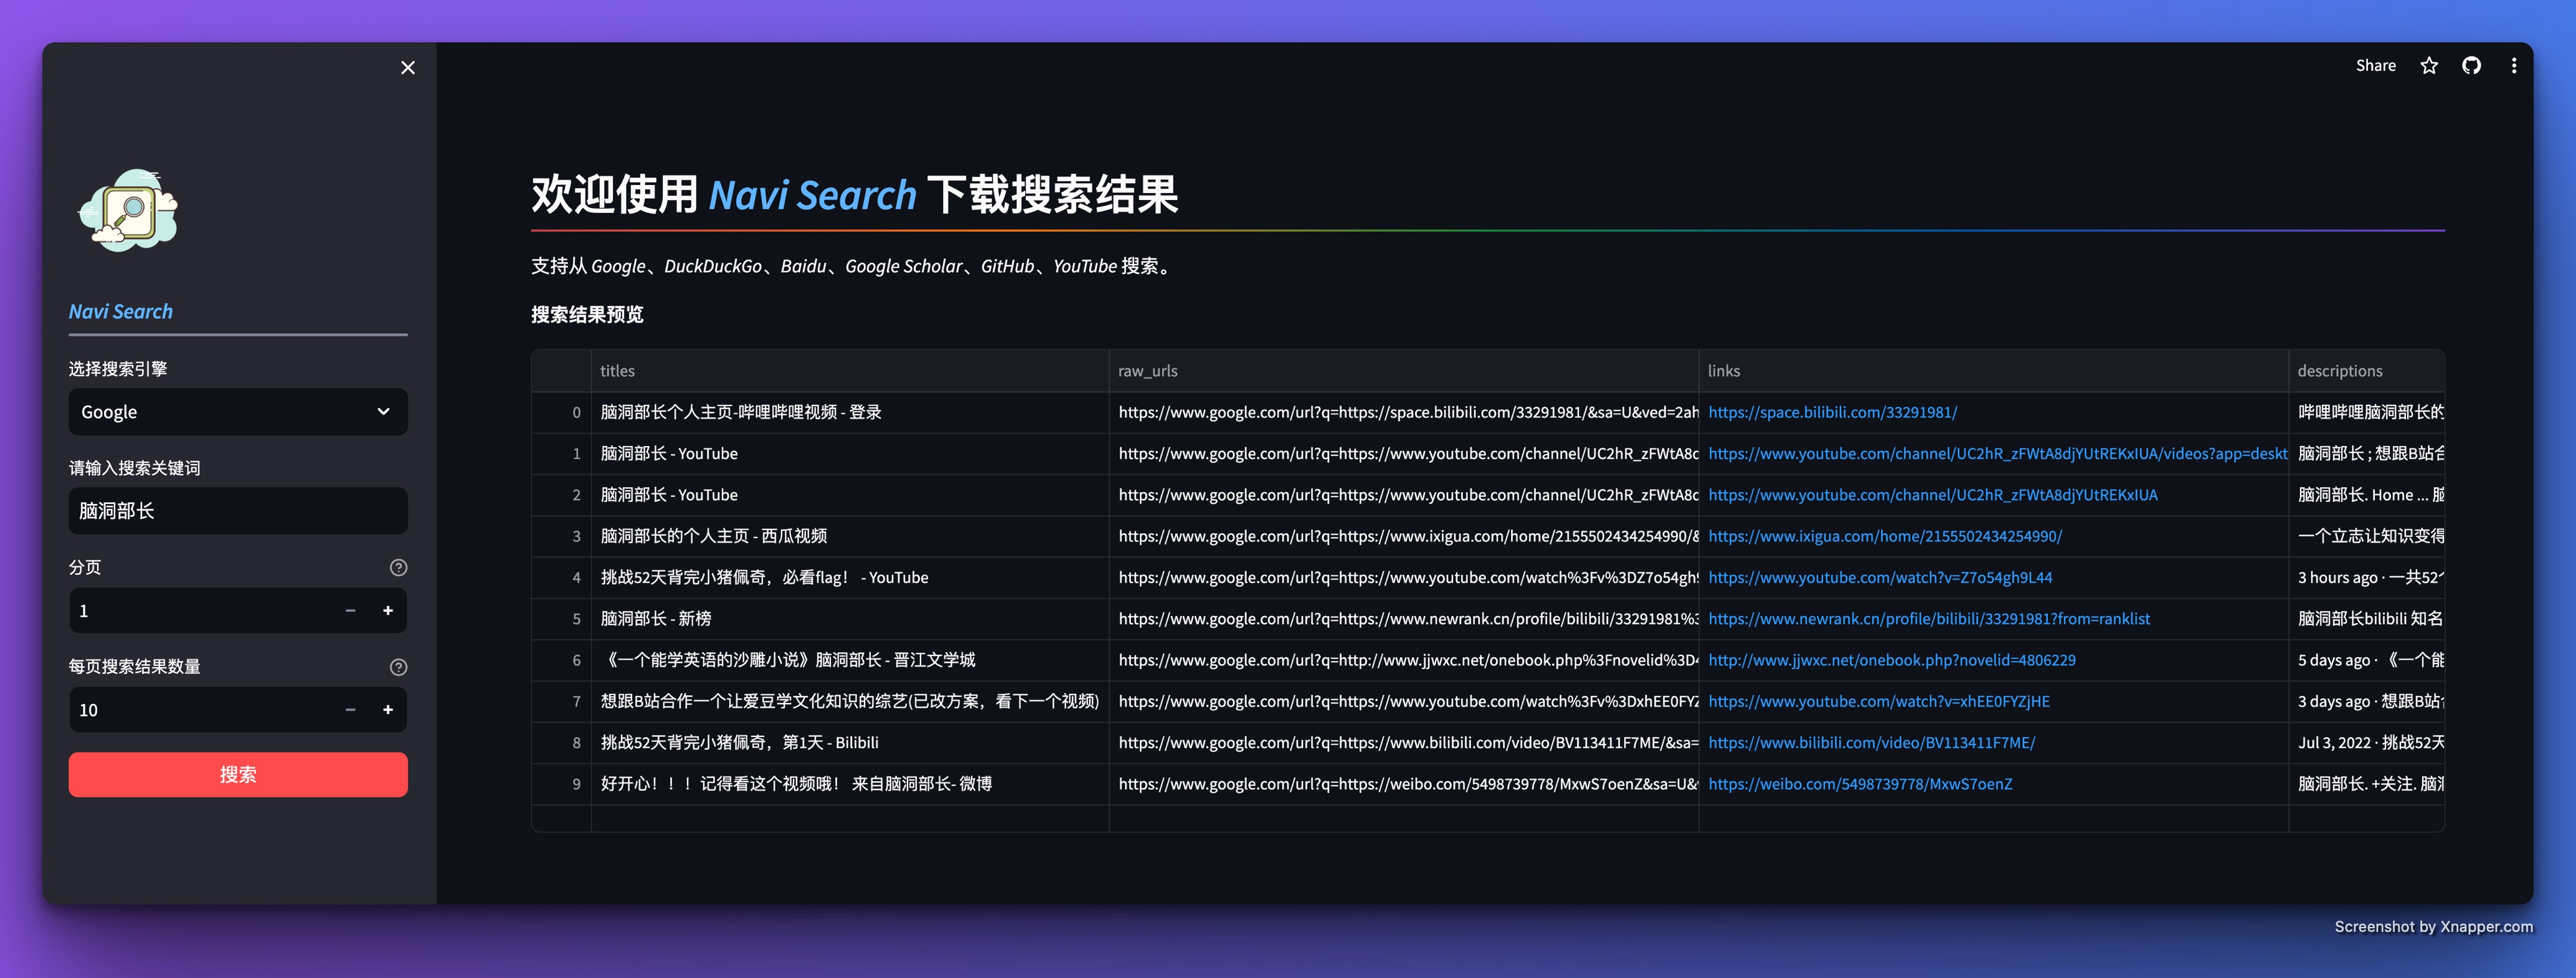 Share
欢迎使用 Navi Search 下载搜索结果
支持从 Google、DuckDuckGo、Baidu、Google Scholar、GitHub、YouTube 搜索。
Navi Search
选择搜索引擎
Google
请输入搜索关键词
脑洞部长
分页
1
每页搜索结果数量
10
搜索
搜索结果预览
titles raw_urls links descriptions
0 脑洞部长个人主页-哔哩哔哩视频 - 登录 https://www.google.com/url?q=https://space.bilibili.com/33291981/&sa=U&ved=2ah https://space.bilibili.com/33291981/ 哔哩哔哩脑洞部长的
1 脑洞部长 - YouTube https://www.google.com/url?q=https://www.youtube.com/channel/UC2hR_zFWtA8d https://www.youtube.com/channel/UC2hR_zFWtA8djYUtREKxIUA/videos?app=deskt 脑洞部长 ; 想跟B站合
2 脑洞部长 - YouTube https://www.google.com/url?q=https://www.youtube.com/channel/UC2hR_zFWtA8d https://www.youtube.com/channel/UC2hR_zFWtA8djYUtREKxIUA 脑洞部长. Home ... 脑
3 脑洞部长的个人主页 - 西瓜视频 https://www.google.com/url?q=https://www.ixigua.com/home/2155502434254990/& https://www.ixigua.com/home/2155502434254990/ 一个立志让知识变得
4 挑战52天背完小猪佩奇，必看flag！ - YouTube https://www.google.com/url?q=https://www.youtube.com/watch%3Fv%3DZ7o54gh9 https://www.youtube.com/watch?v=Z7o54gh9L44 3 hours ago · 一共52个
5 脑洞部长 - 新榜 https://www.google.com/url?q=https://www.newrank.cn/profile/bilibili/33291981%3 https://www.newrank.cn/profile/bilibili/33291981?from=ranklist 脑洞部长bilibili 知名
6 《一个能学英语的沙雕小说》脑洞部长 - 晋江文学城 https://www.google.com/url?q=http://www.jjwxc.net/onebook.php%3Fnovelid%3D4 http://www.jjwxc.net/onebook.php?novelid=4806229 5 days ago · 《一个能
7 想跟B站合作一个让爱豆学文化知识的综艺(已改方案，看下一个视频) https://www.google.com/url?q=https://www.youtube.com/watch%3Fv%3DxhEE0FYZ https://www.youtube.com/watch?v=xhEE0FYZjHE 3 days ago · 想跟B站
8 挑战52天背完小猪佩奇，第1天 - Bilibili https://www.google.com/url?q=https://www.bilibili.com/video/BV113411F7ME/&sa= https://www.bilibili.com/video/BV113411F7ME/ Jul 3, 2022 · 挑战52天
9 好开心！！！记得看这个视频哦！ 来自脑洞部长- 微博 https://www.google.com/url?q=https://weibo.com/5498739778/MxwS7oenZ&sa=U& https://weibo.com/5498739778/MxwS7oenZ 脑洞部长. +关注. 脑洞
Screenshot by Xnapper.com